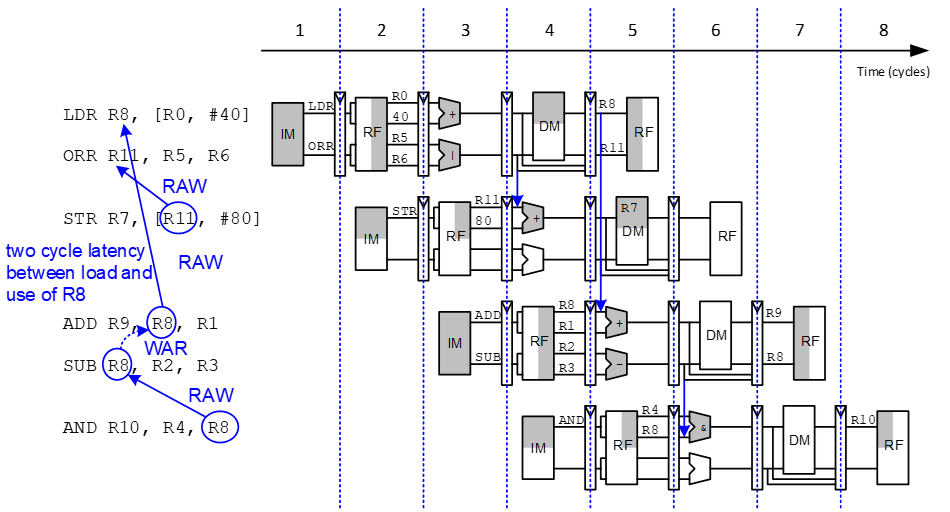 1 2 3 4 5 6 7 8
Time (cycles)
LDR R8, [R0, #40]
ORR R11, R5, R6
RAW
STR R7, [R11, #80]
two cycle latency
between load and
use of R8
RAW
ADD R9, R8, R1
WAR
SUB R8, R2, R3
RAW
AND R10, R4, R8
IM LDR ORR RF R0 40 R5 R6 + | DM R8 R11 RF
IM STR RF R11 80 + R7 DM RF
IM ADD SUB RF R8 R1 R2 R3 + - DM R9 R8 RF
IM AND RF R4 R8 & DM R10 RF